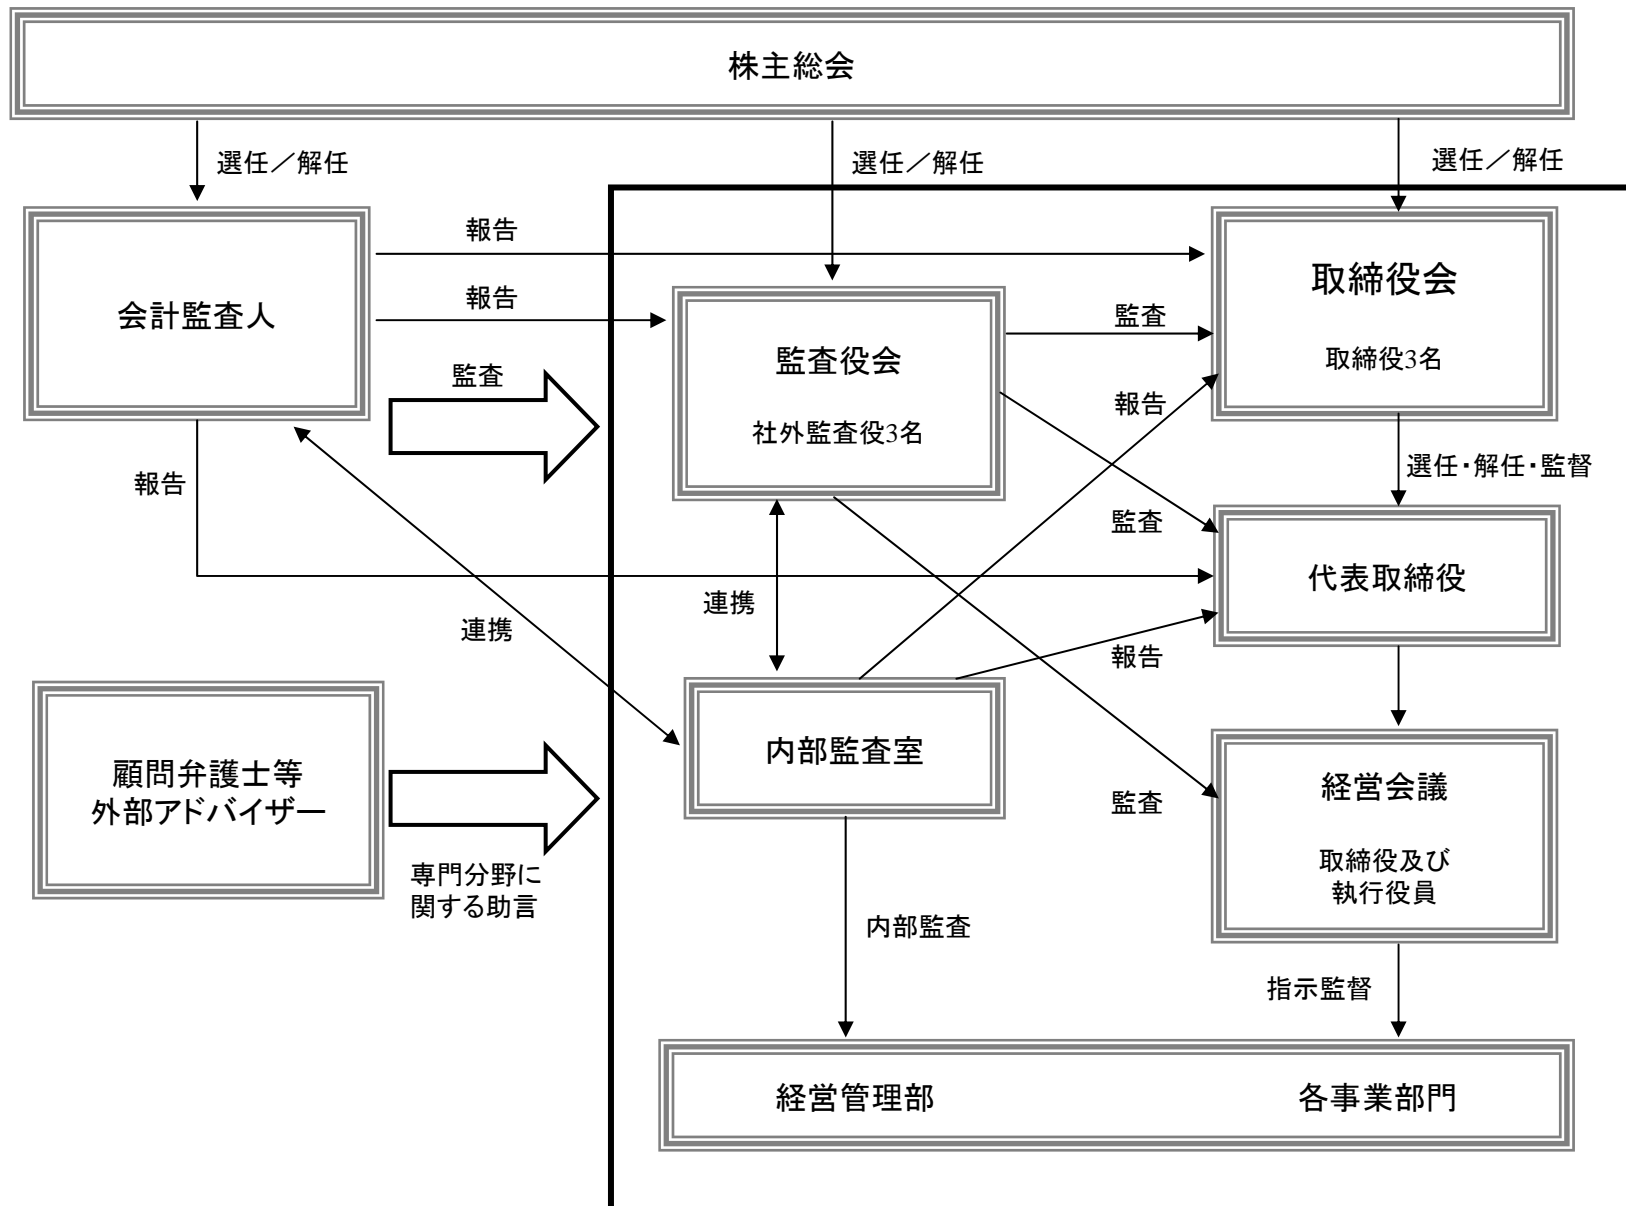 株主総会
選任／解任
選任／解任
選任／解任
会計監査人
報告
報告
監査
報告
監査役会
社外監査役3名
監査
報告
監査
取締役会
取締役3名
選任・解任・監督
代表取締役
連携
連携
報告
監査
顧問弁護士等
外部アドバイザー
専門分野に
関する助言
内部監査室
経営会議
取締役及び
執行役員
内部監査
指示監督
経営管理部
各事業部門